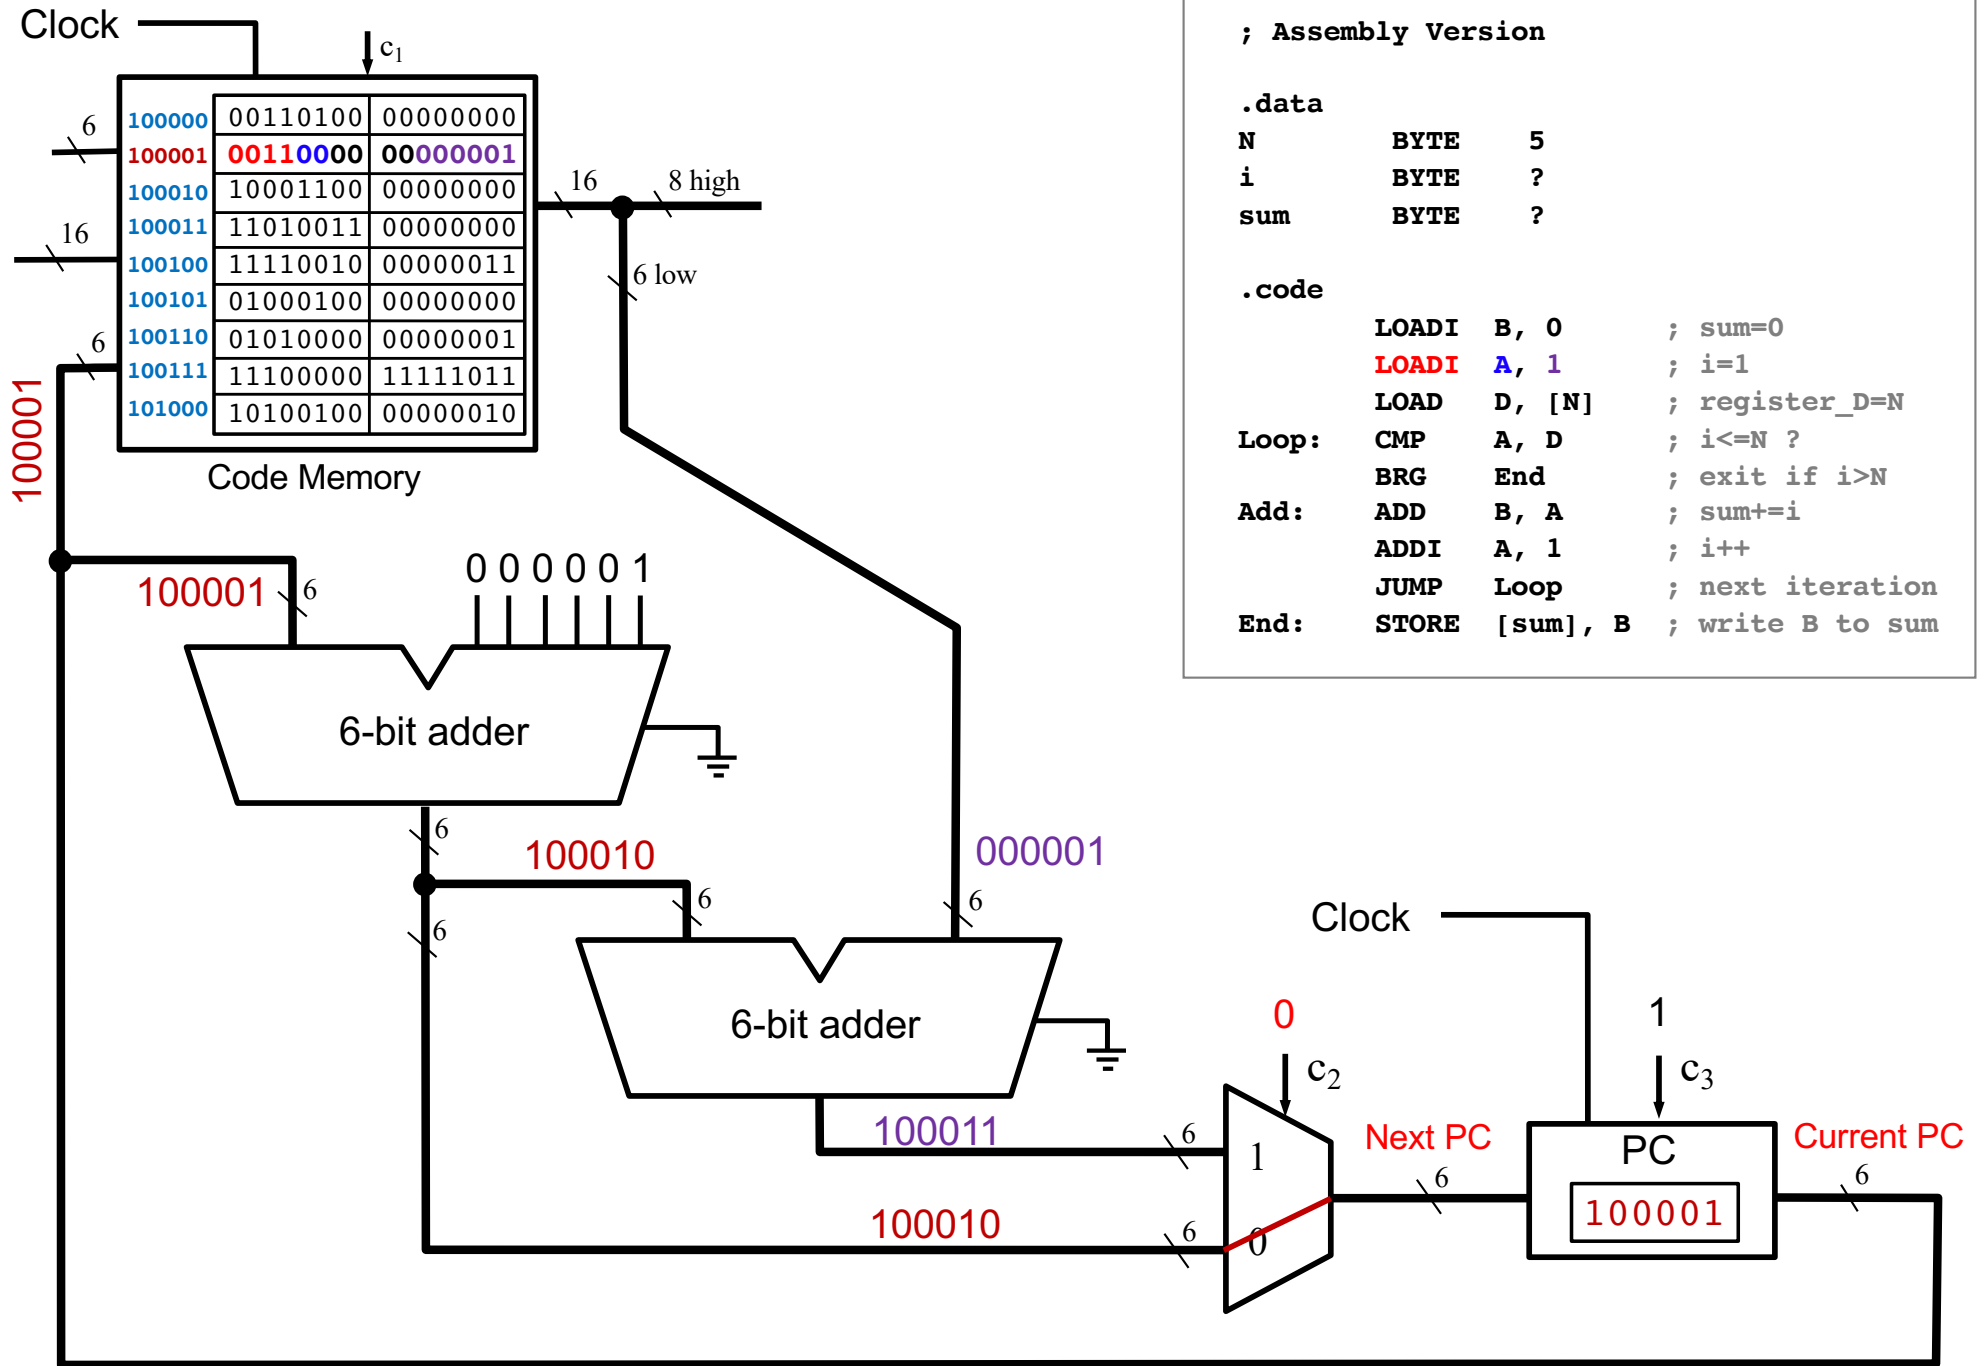 Clock
c1
6
16
6
100001
100000 00110100 00000000
100001 00110000 00000001
100010 10001100 00000000
100011 11010011 00000000
100100 11110010 00000011
100101 01000100 00000000
100110 01010000 00000001
100111 11100000 11111011
101000 10100400 00000010
Code Memory
16
8 high
6 low
; Assembly Version
.data
N BYTE 5
i BYTE ?
sum BYTE ?
.code
LOADI B, 0 ; sum=0
LOADI A, 1 ; i=1
LOAD D, [N] ; register_D=N
Loop: CMP A, D ; i<=N ?
BRG End ; exit if i>N
Add: ADD B, A ; sum+=i
ADDI A, 1 ; i++
JUMP Loop ; next iteration
End: STORE [sum], B ; write B to sum
100001
6
0 0 0 0 0 1
6-bit adder
6
100010
6
6
000001
6
6-bit adder
100011
6
100010
6
0
c2
1
0
Next PC
6
Clock
1
c3
PC
100001
Current PC
6